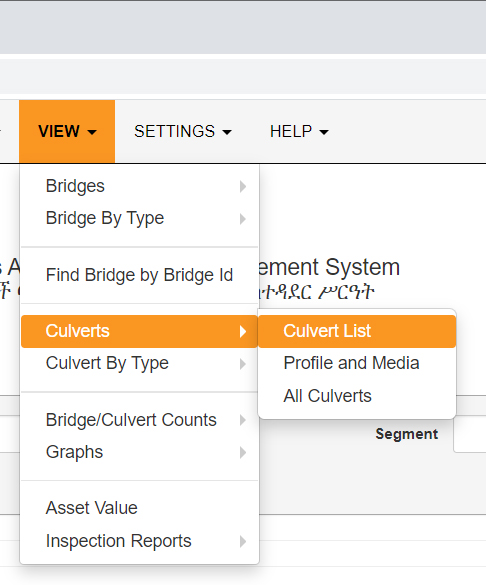 VIEW
SETTINGS
HELP
Bridges
Bridge By Type
Find Bridge by Bridge Id
ement System
ተዳደር ሥርዓት
Culverts
Culvert List
Culvert By Type
Profile and Media
All Culverts
Bridge/Culvert Counts
Segment
Graphs
Asset Value
Inspection Reports